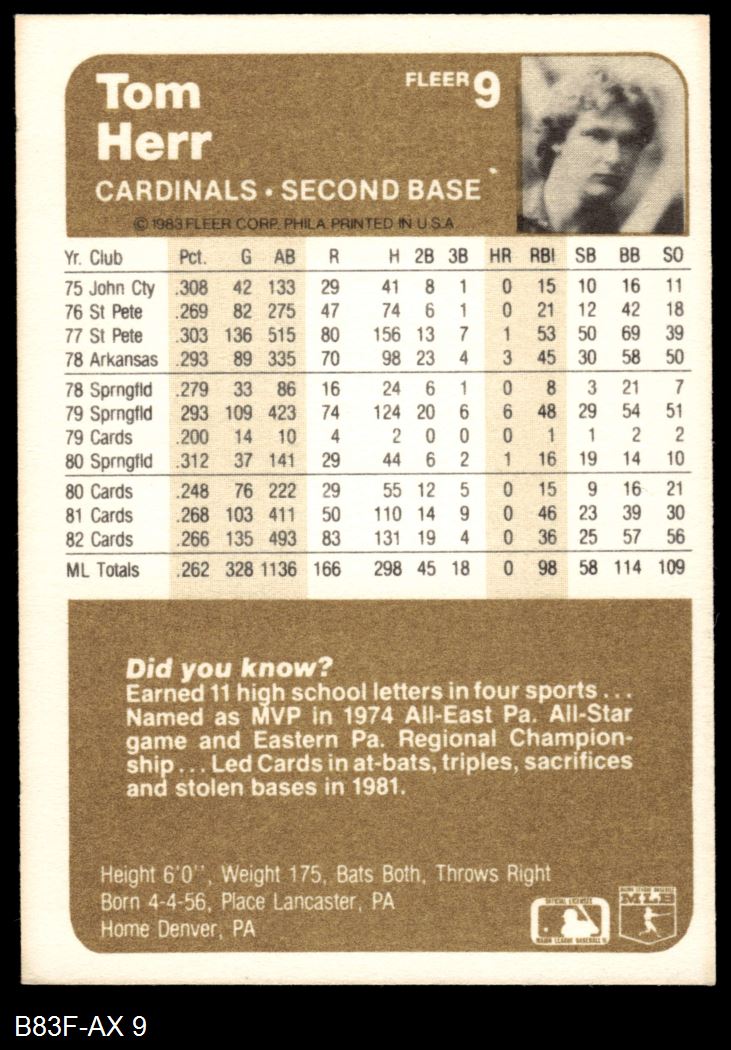 Tom
Herr
FLEER 9
CARDINALS • SECOND BASE
© 1983 FLEER CORP. PHILA PRINTED IN U.S.A
Yr. Club Pct. G AB R H 2B 3B HR RBI SB BB SO
75 John Cty .308 42 133 29 41 8 1 0 15 10 16 11
76 St Pete .269 82 275 47 74 6 1 0 21 12 42 18
77 St Pete .303 136 515 80 156 13 7 1 53 50 69 39
78 Arkansas .293 89 335 70 98 23 4 3 45 30 58 50
78 Sprngfld .279 33 86 16 24 6 1 0 8 3 21 7
79 Sprngfld .293 109 423 74 124 20 6 6 48 29 54 51
79 Cards .200 14 10 4 2 0 0 0 1 1 2 2
80 Sprngfld .312 37 141 29 44 6 2 1 16 19 14 10
80 Cards .248 76 222 29 55 12 5 0 15 9 16 21
81 Cards .268 103 411 50 110 14 9 0 46 23 39 30
82 Cards .266 135 493 83 131 19 4 0 36 25 57 56
ML Totals .262 328 1136 166 298 45 18 0 98 58 114 109
Did you know?
Earned 11 high school letters in four sports ...
Named as MVP in 1974 All-East Pa. All-Star
game and Eastern Pa. Regional Champion-
ship ... Led Cards in at-bats, triples, sacrifices
and stolen bases in 1981.
Height 6'0'', Weight 175, Bats Both, Throws Right
Born 4-4-56, Place Lancaster, PA
Home Denver, PA
OFFICIAL LICENSEE
MAJOR LEAGUE BASEBALL
MAJOR LEAGUE BASEBALL
MLB
B83F-AX 9